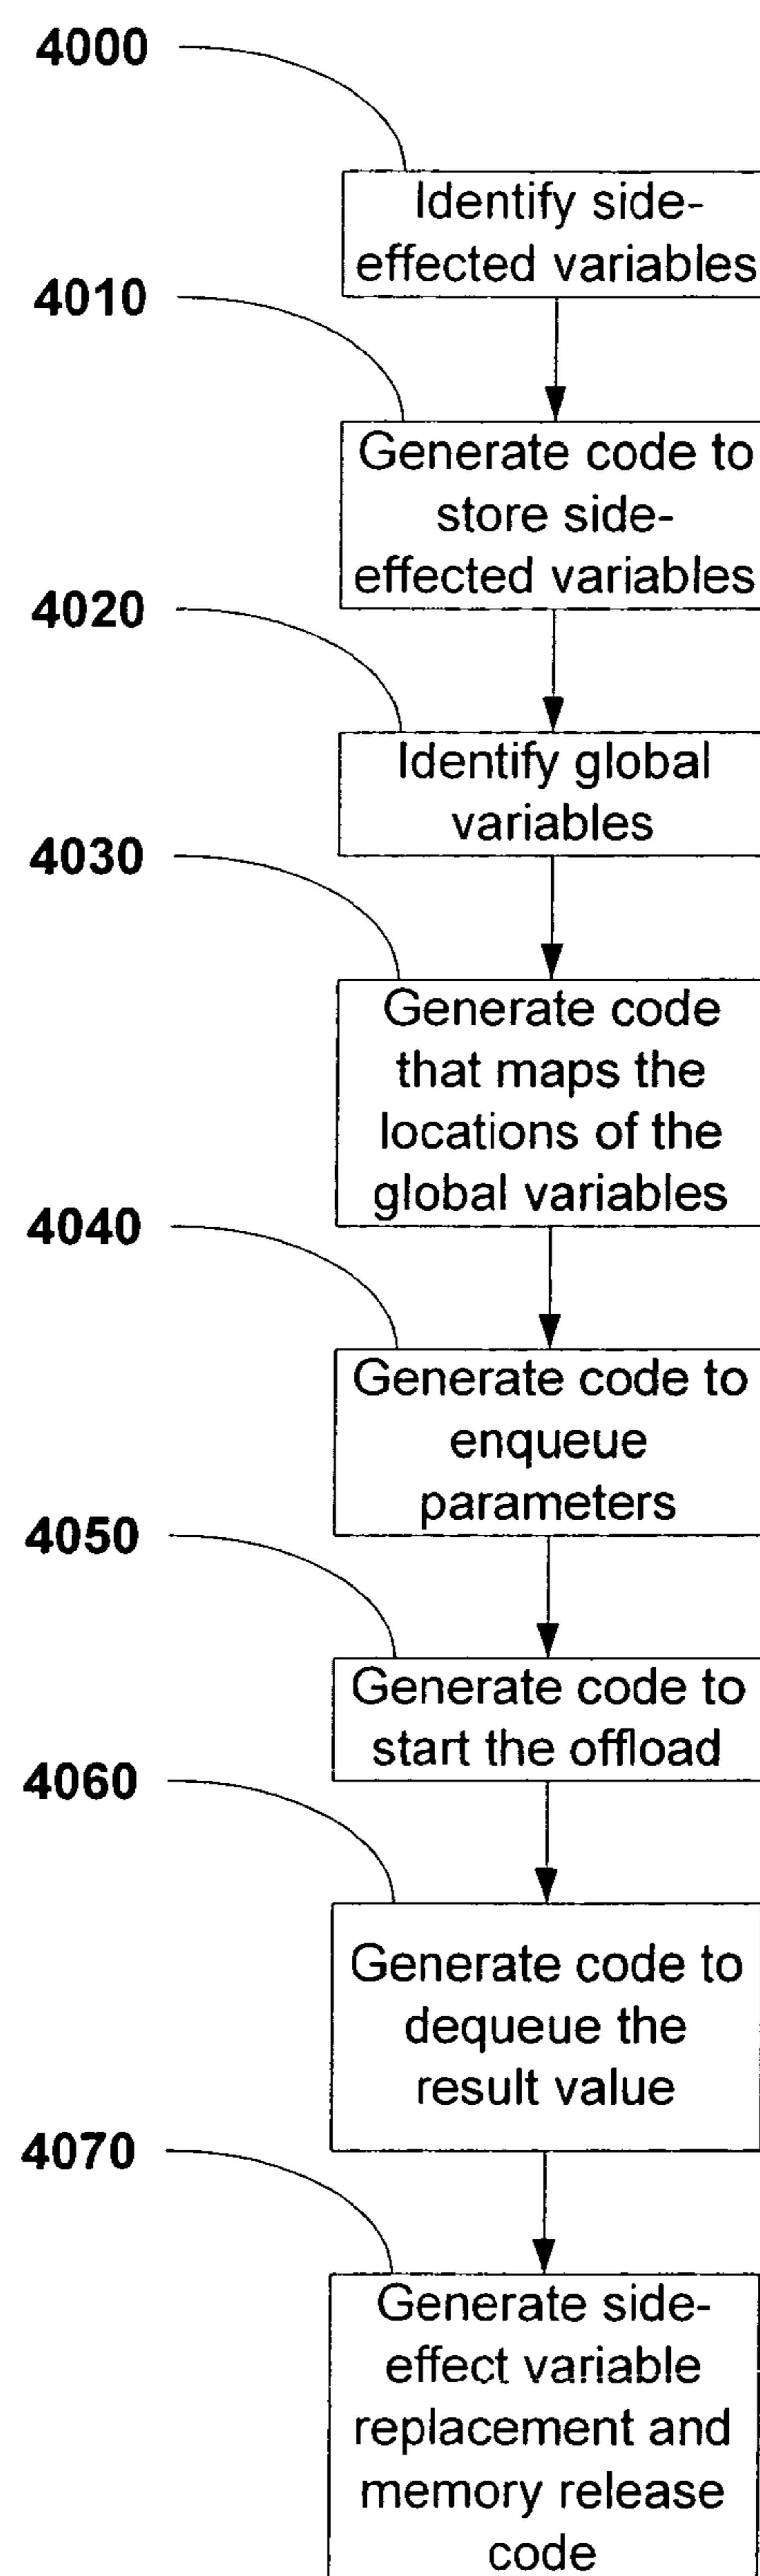 4000
Identify side-
effected variables
4010
Generate code to
store side-
effected variables
4020
Identify global
variables
4030
Generate code
that maps the
locations of the
global variables
4040
Generate code to
enqueue
parameters
4050
Generate code to
start the offload
4060
Generate code to
dequeue the
result value
4070
Generate side-
effect variable
replacement and
memory release
code